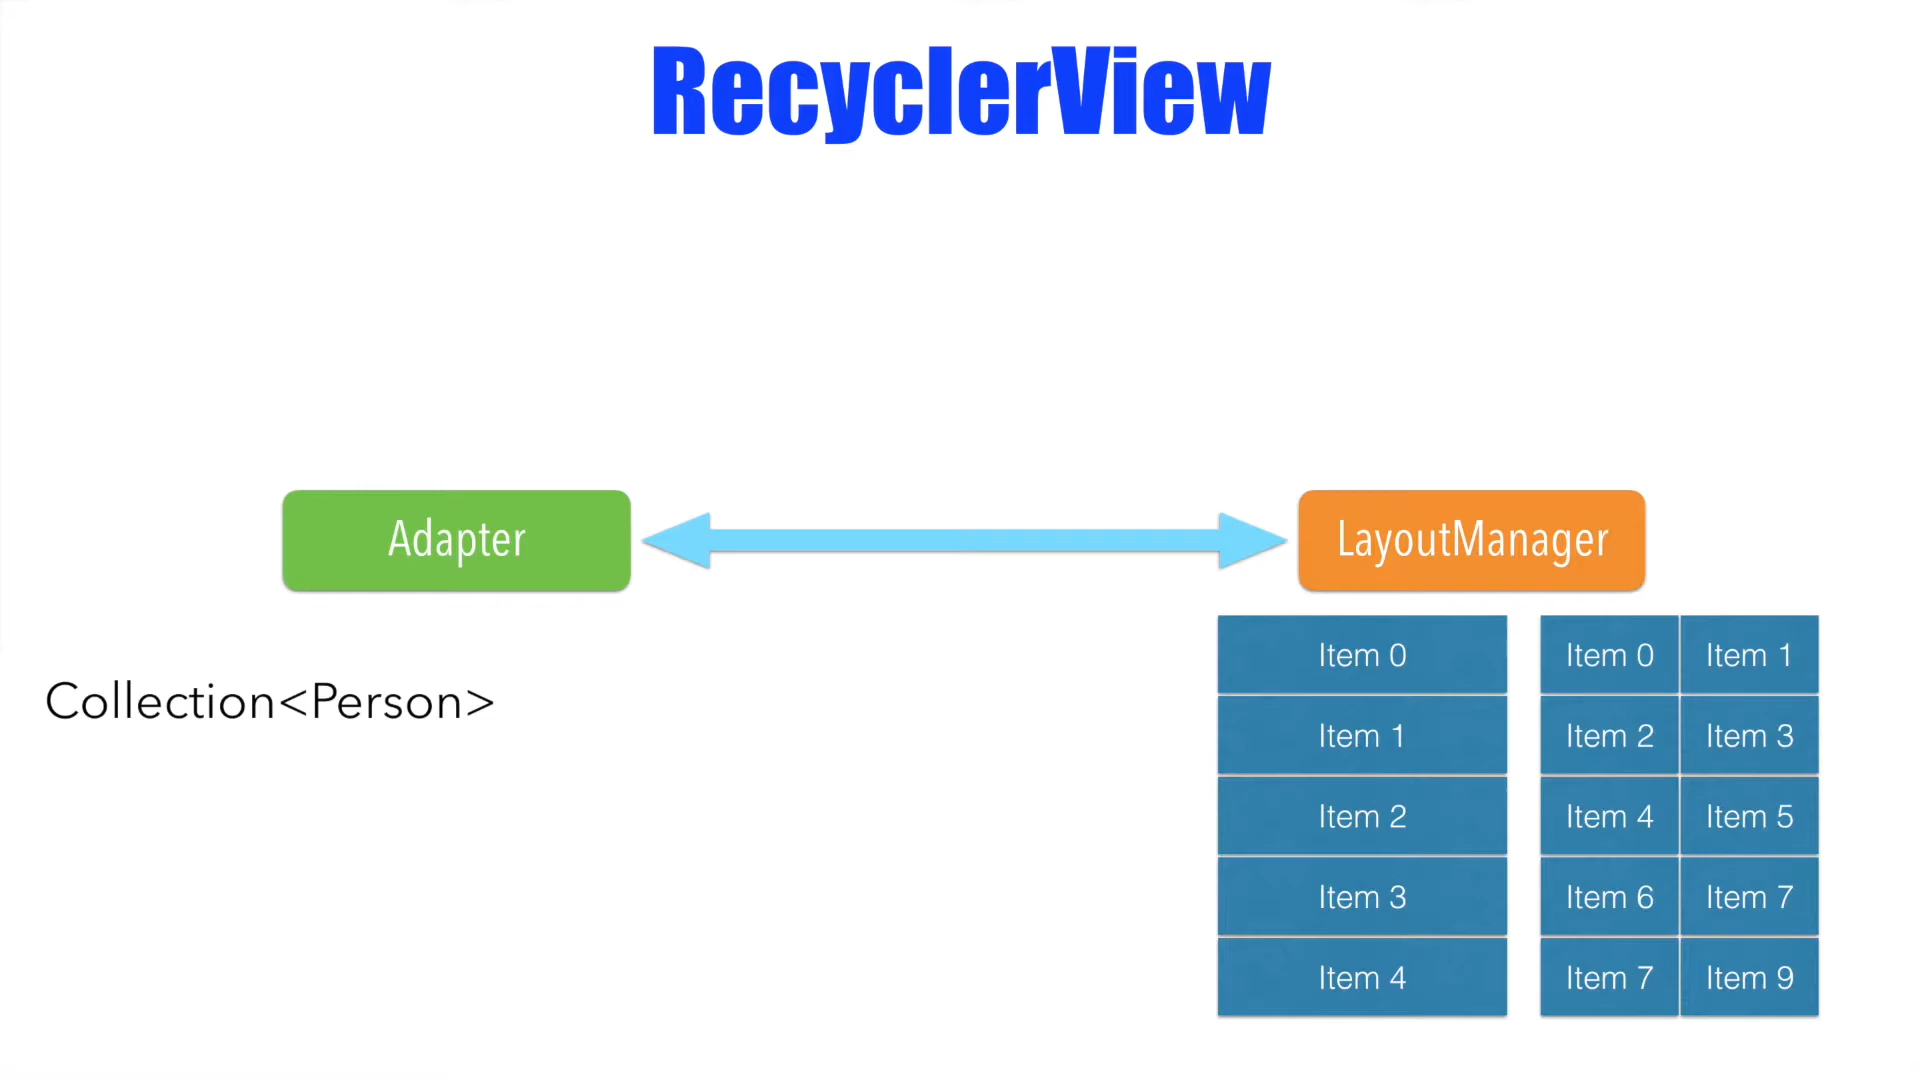 RecyclerView
Adapter
LayoutManager
Collection<Person>
Item 0
Item 1
Item 2
Item 3
Item 4
Item 0 Item 1
Item 2 Item 3
Item 4 Item 5
Item 6 Item 7
Item 7 Item 9